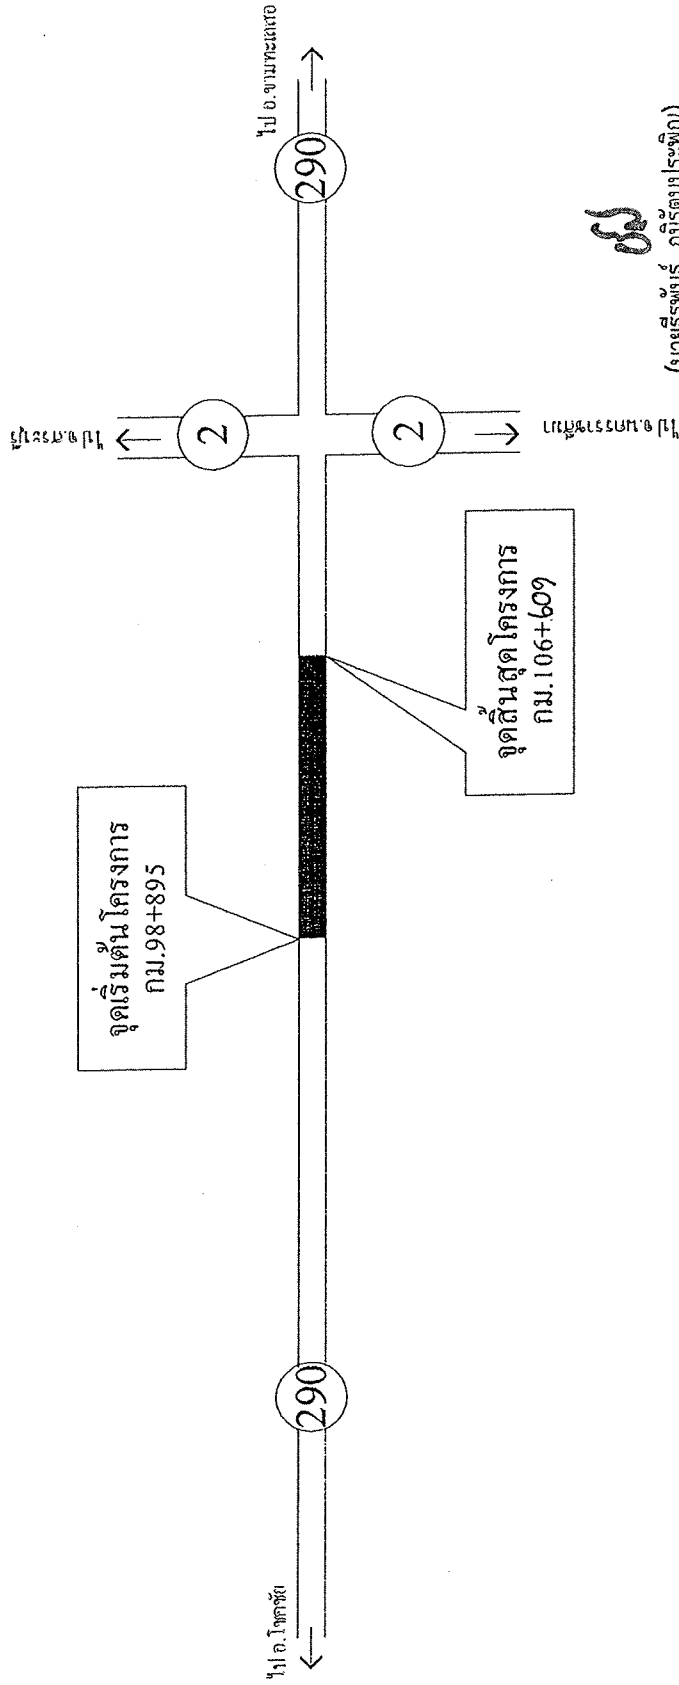 ไป อ.ขามทะเลสอ
290
ไป จ.สระบุรี
2
2
ไป จ.นครราชสีมา
จุดสิ้นสุดโครงการ
กม.106+609
จุดเริ่มต้นโครงการ
กม.98+895
290
ไป อ.โชคชัย